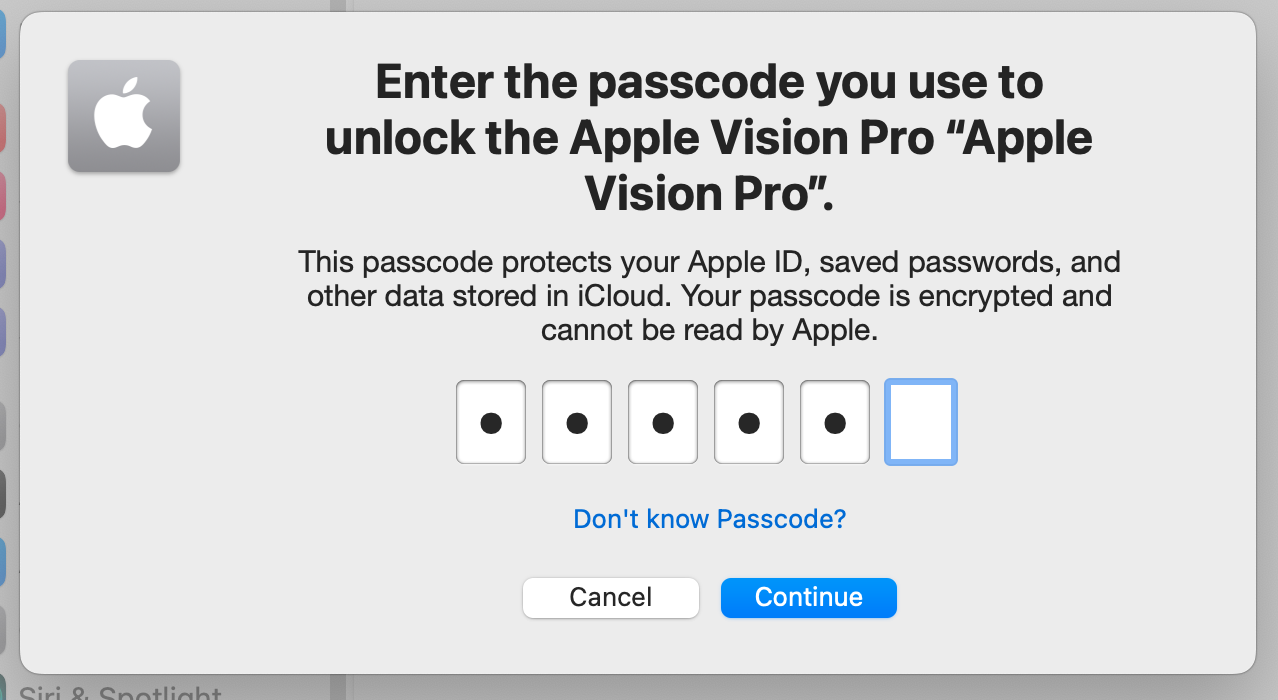 Enter the passcode you use to
unlock the Apple Vision Pro “Apple
Vision Pro”.
This passcode protects your Apple ID, saved passwords, and
other data stored in iCloud. Your passcode is encrypted and
cannot be read by Apple.
Don't know Passcode?
Cancel
Continue
Siri & Spotlight